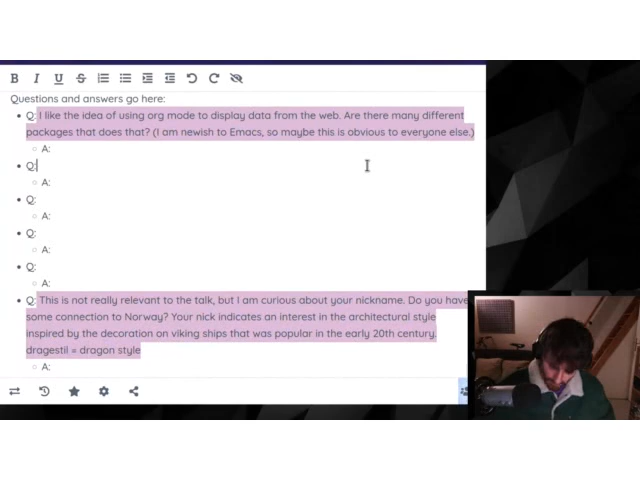 B I U S
Questions and answers go here:
Q: I like the idea of using org mode to display data from the web. Are there many different
packages that does that? (I am newish to Emacs, so maybe this is obvious to everyone else.)
A:
Q:
A:
Q:
A:
Q:
A:
Q:
A:
Q: This is not really relevant to the talk, but I am curious about your nickname. Do you have
some connection to Norway? Your nick indicates an interest in the architectural style
inspired by the decoration on viking ships that was popular in the early 20th century.
dragestil = dragon style
A: